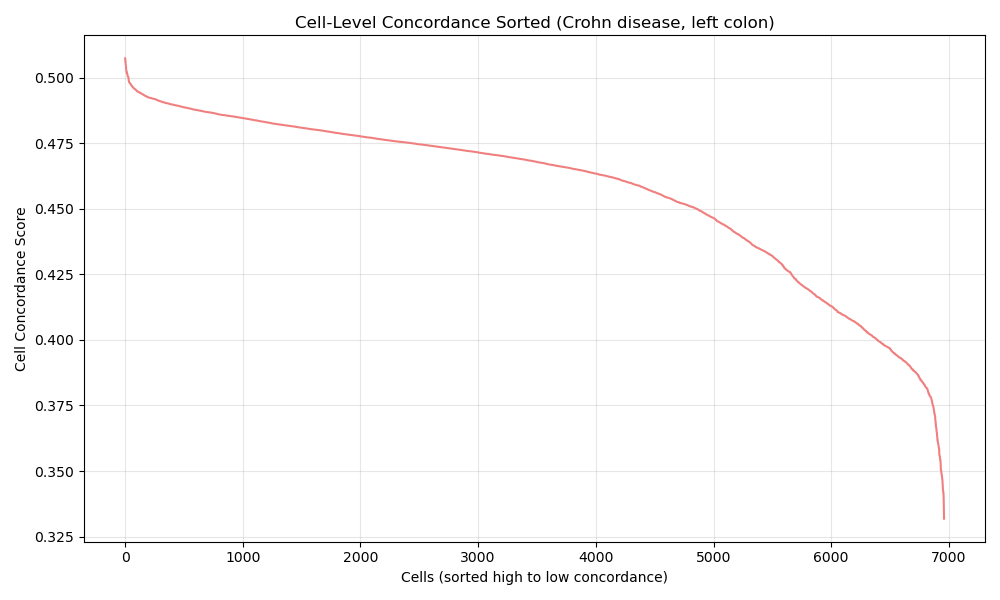 Cell-Level Concordance Sorted (Crohn disease, left colon)
Cell Concordance Score
0.500
0.475
0.450
0.425
0.400
0.375
0.350
0.325
0 1000 2000 3000 4000 5000 6000 7000
Cells (sorted high to low concordance)